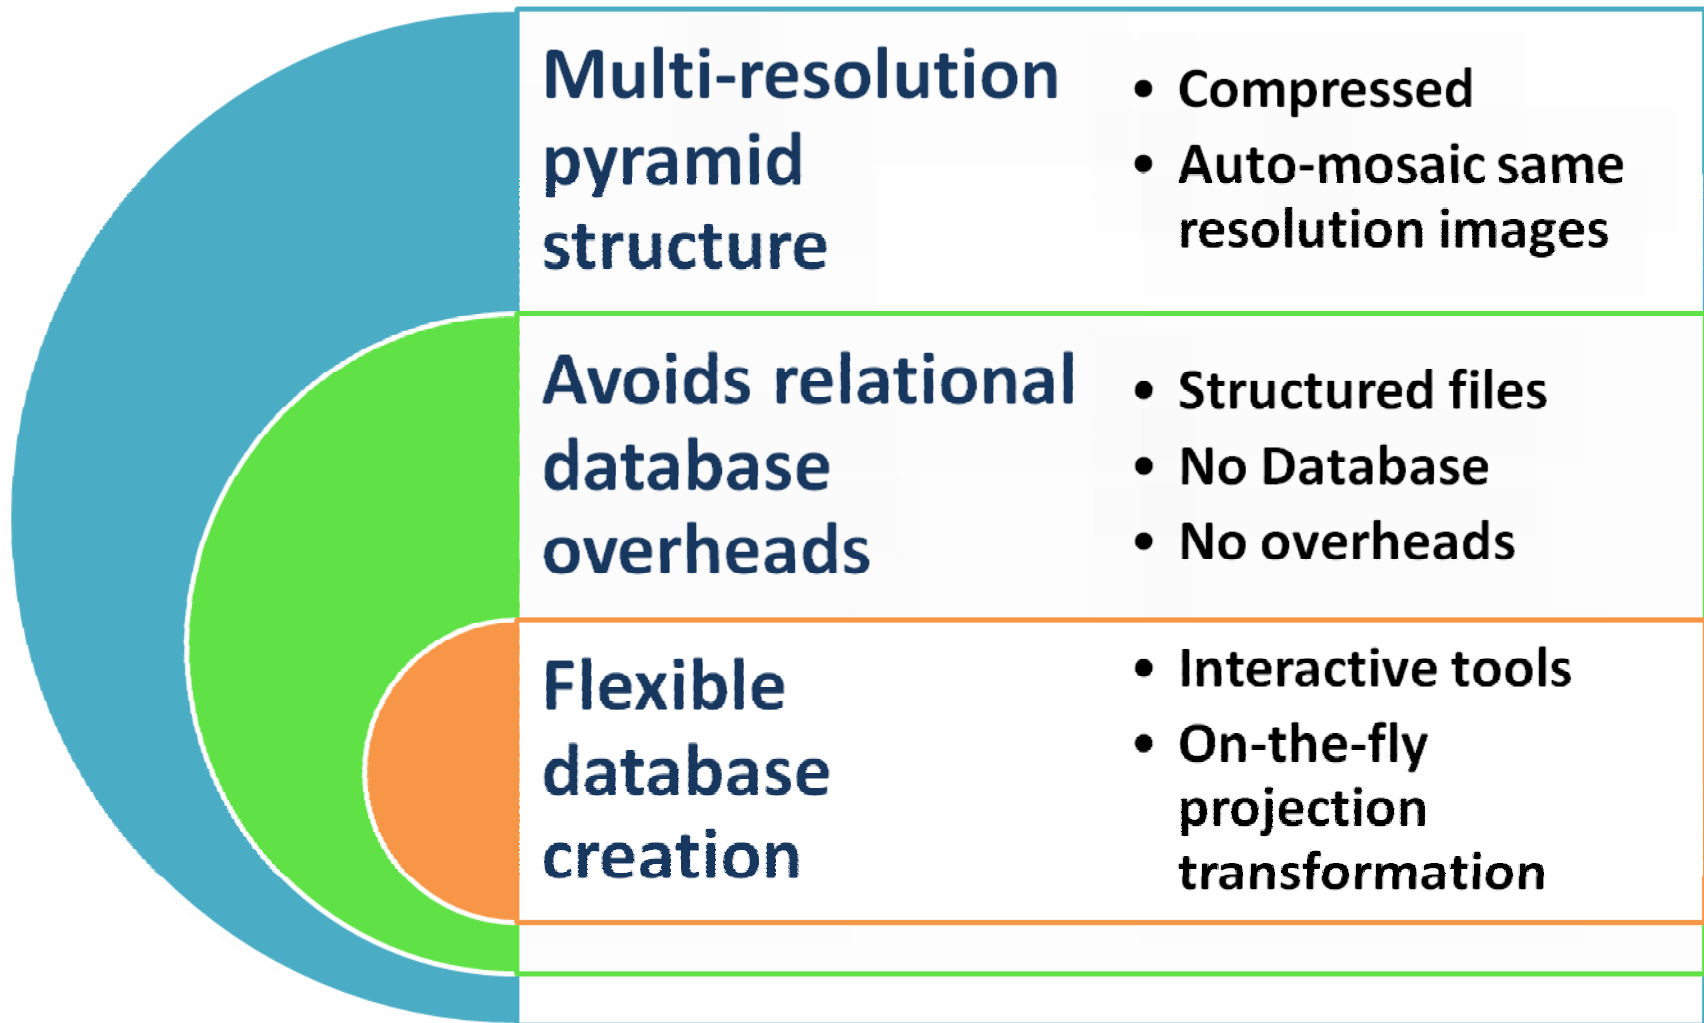 Multi-resolution
pyramid
structure
• Compressed
• Auto-mosaic same
resolution images
Avoids relational
database
overheads
• Structured files
• No Database
• No overheads
Flexible
database
creation
• Interactive tools
• On-the-fly
projection
transformation